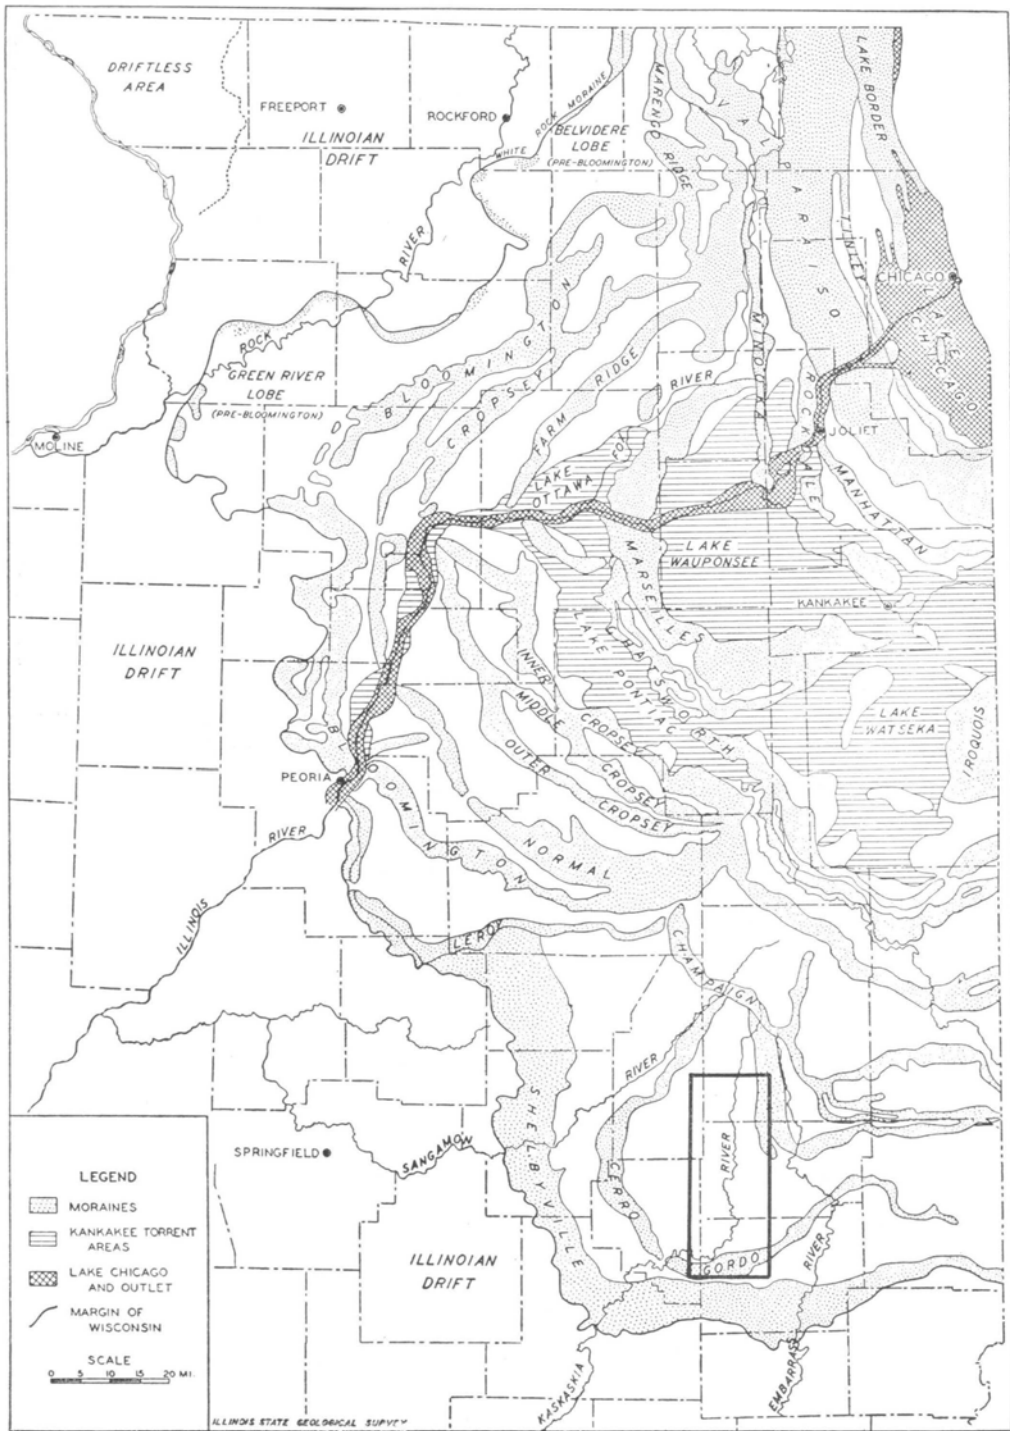 DRIFTLESS
AREA
FREEPORT
ILLINOIAN
DRIFT
ROCKFORD
WHITE ROCK MORAINE
BELVIDERE
LOBE
(PRE-BLOOMINGTON)
MARENGO RIDGE
VALPARAISO
LAKE BORDER
TINLEY
CHICAGO
LAKE
CHICAGO
MINOOKA
ROCK RIVER
GREEN RIVER
LOBE
(PRE-BLOOMINGTON)
BLOOMINGTON
CROPSEY
FARM RIDGE
FOX RIVER
ROCKDALE
JOLIET
MANHATTAN
MOLINE
LAKE
OTTAWA
LAKE
WAUPONSEE
MARSEILLES
KANKAKEE
ILLINOIAN
DRIFT
CHATSWORTH
LAKE PONTIAC
INNER CROPSEY
MIDDLE CROPSEY
OUTER CROPSEY
LAKE
WATSEKA
IROQUOIS
PEORIA
BLOOMINGTON
NORMAL
ILLINOIS RIVER
LEROY
CHAMPAIGN
SHELBYVILLE
RIVER
RIVER
CERRO
GORDO
RIVER
SPRINGFIELD
SANGAMON
ILLINOIAN
DRIFT
KASKASKIA
EMBARRASS
LEGEND
MORAINES
KANKAKEE TORRENT
AREAS
LAKE CHICAGO
AND OUTLET
MARGIN OF
WISCONSIN
SCALE
0 5 10 15 20 MI.
ILLINOIS STATE GEOLOGICAL SURVEY